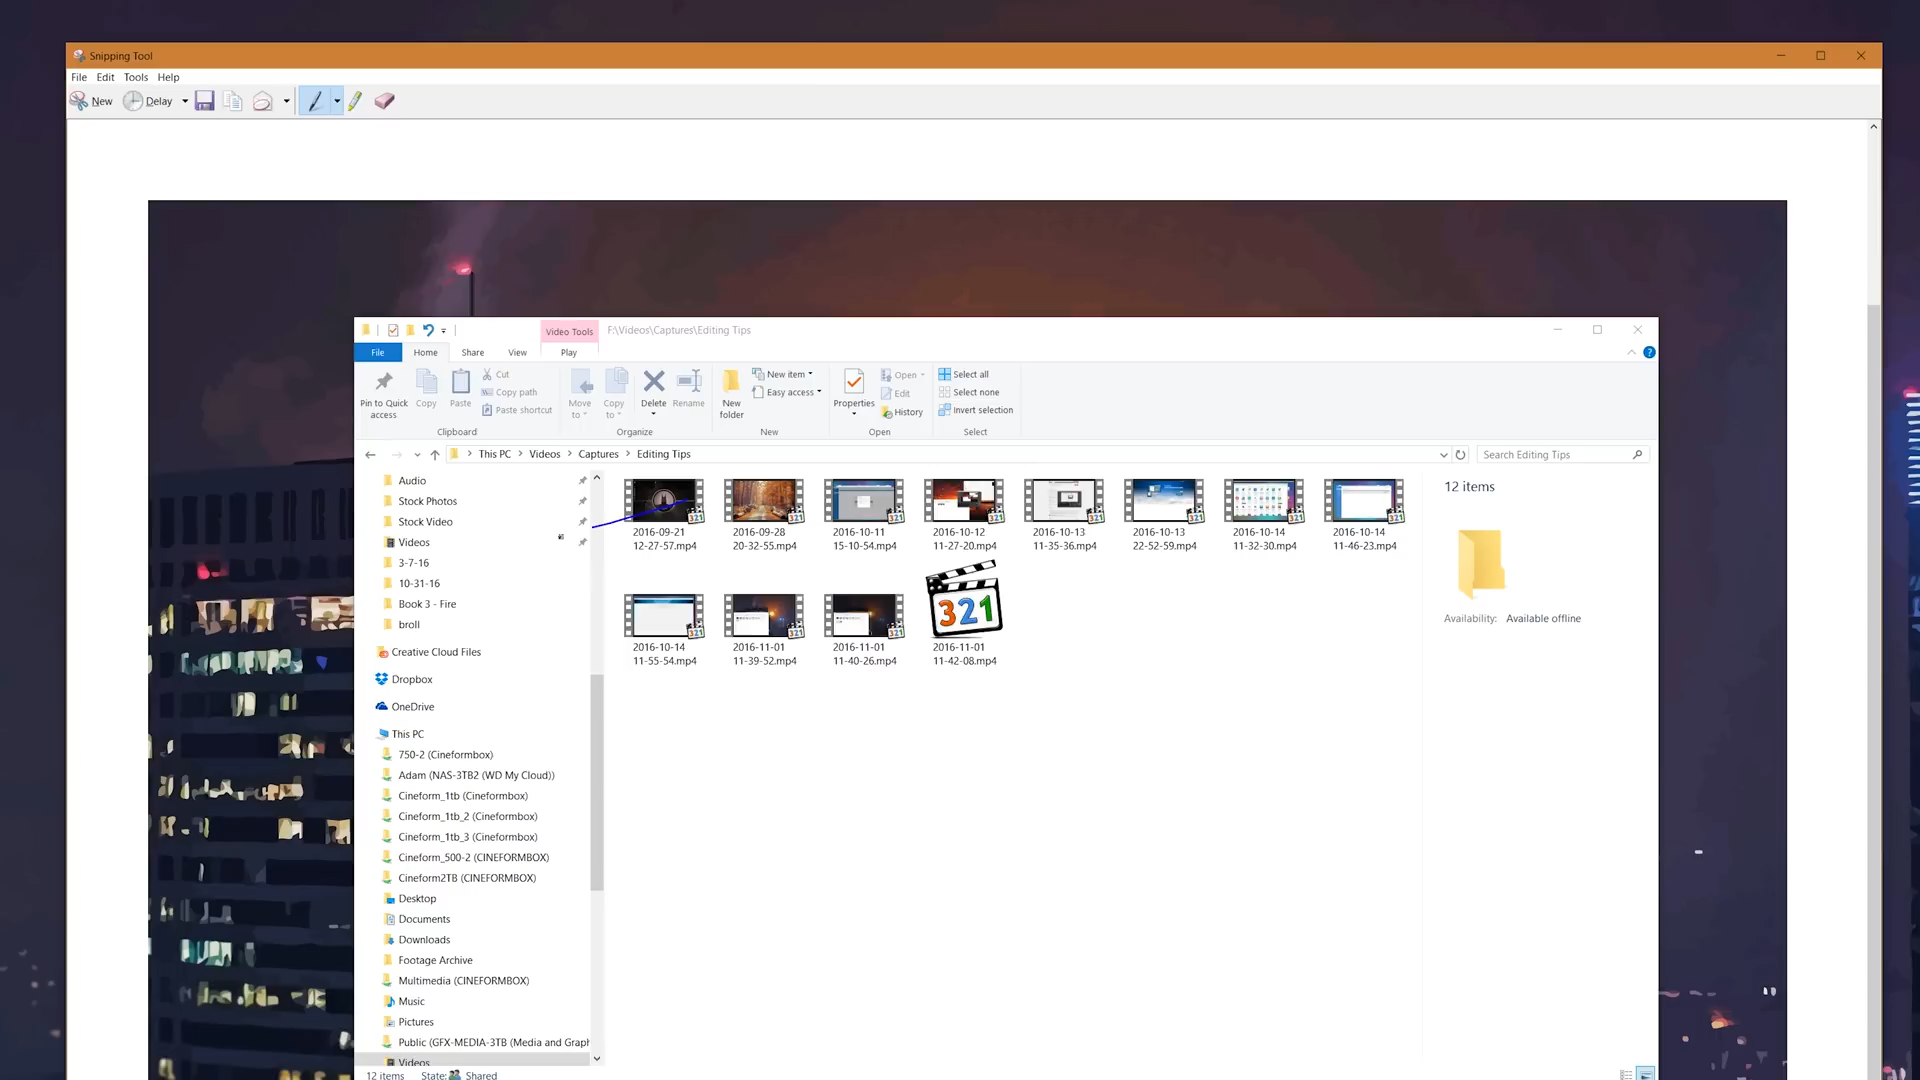 Snipping Tool
File Edit Tools Help
New Delay
Video Tools F:\Videos\Captures\Editing Tips
File Home Share View Play
Pin to Quick access
Copy
Paste
Cut
Copy path
Paste shortcut
Clipboard
Move to
Copy to
Delete
Rename
Organize
New folder
New item
Easy access
New
Properties
Open
Edit
History
Open
Select all
Select none
Invert selection
Select
This PC > Videos > Captures > Editing Tips
Search Editing Tips
Audio
Stock Photos
Stock Video
Videos
3-7-16
10-31-16
Book 3 - Fire
broll
Creative Cloud Files
Dropbox
OneDrive
This PC
750-2 (Cineformbox)
Adam (NAS-3TB2 (WD My Cloud))
Cineform_1tb (Cineformbox)
Cineform_1tb_2 (Cineformbox)
Cineform_1tb_3 (Cineformbox)
Cineform_500-2 (CINEFORMBOX)
Cineform2TB (CINEFORMBOX)
Desktop
Documents
Downloads
Footage Archive
Multimedia (CINEFORMBOX)
Music
Pictures
Public (GFX-MEDIA-3TB (Media and Graph
Videos
2016-09-21 12-27-57.mp4
2016-09-28 20-32-55.mp4
2016-10-11 15-10-54.mp4
2016-10-12 11-27-20.mp4
2016-10-13 11-35-36.mp4
2016-10-13 22-52-59.mp4
2016-10-14 11-32-30.mp4
2016-10-14 11-46-23.mp4
321
2016-10-14 11-55-54.mp4
2016-11-01 11-39-52.mp4
2016-11-01 11-40-26.mp4
2016-11-01 11-42-08.mp4
12 items
Availability: Available offline
12 items State: Shared